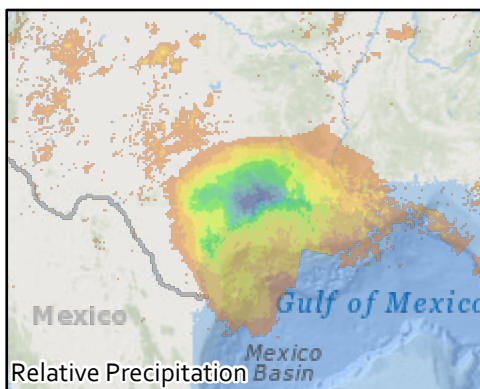 Mexico
Gulf of Mexico
Mexico
Basin
Relative Precipitation